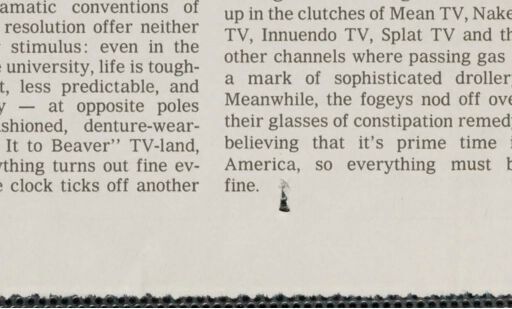 amatic conventions of
resolution offer neither
stimulus: even in the
university, life is tough-
t, less predictable, and
— at opposite poles
shioned, denture-wear-
It to Beaver" TV-land,
ything turns out fine ev-
clock ticks off another
up in the clutches of Mean TV, Nake
TV, Innuendo TV, Splat TV and th
other channels where passing gas
a mark of sophisticated droller
Meanwhile, the fogeys nod off ove
their glasses of constipation remedy
believing that it's prime time i
America, so everything must b
fine.